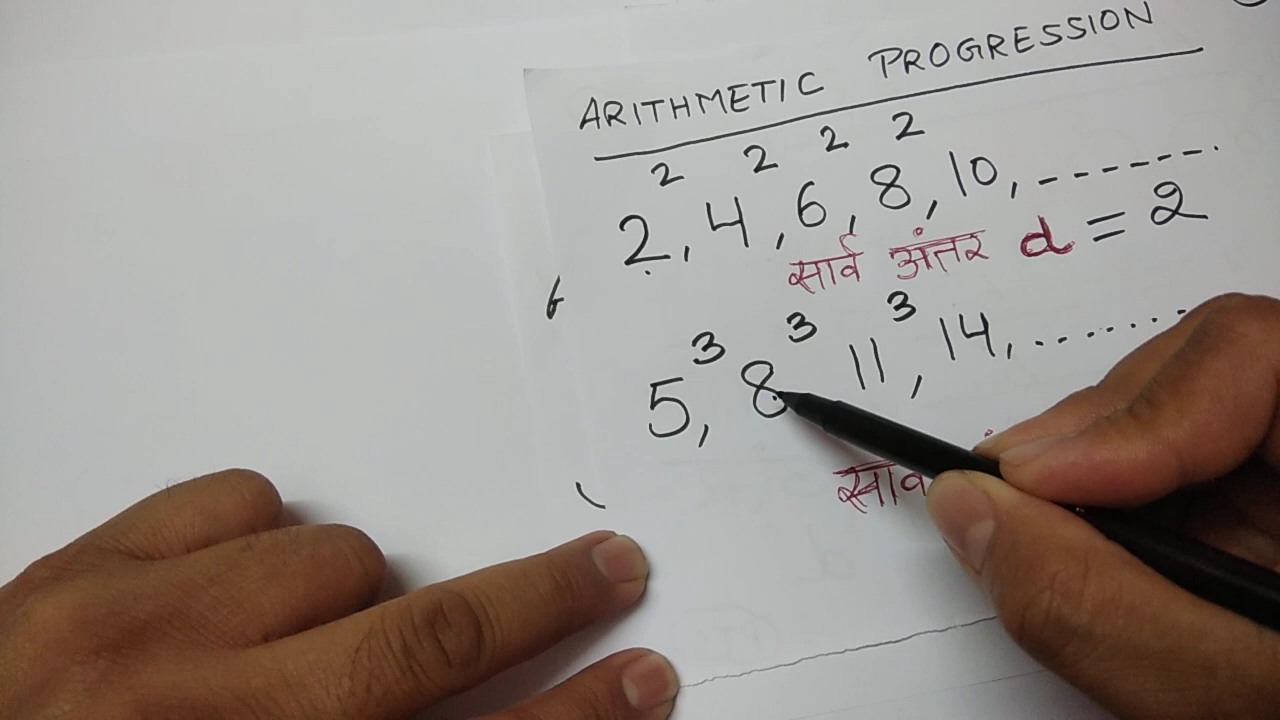 ARITHMETIC PROGRESSION
2 2 2 2
2, 4, 6, 8, 10, ------.
सार्व अंतर d = 2
3 3 3
5, 8 11, 14, .......